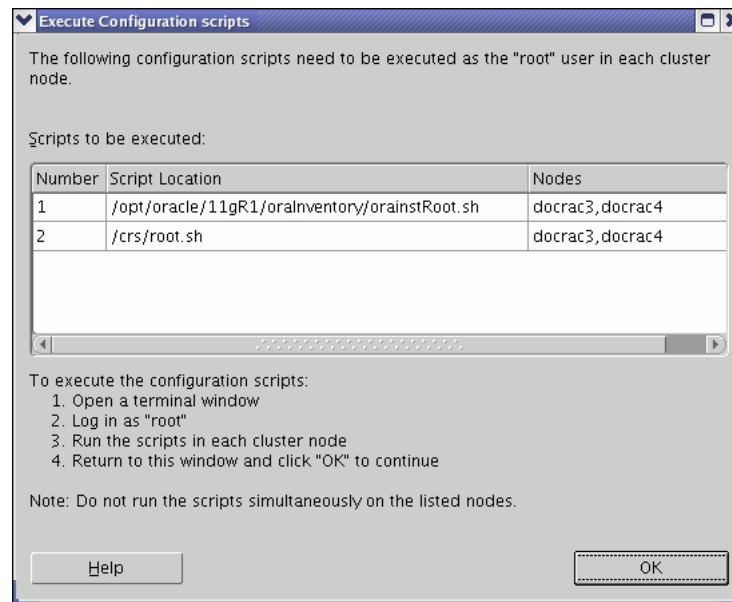 Execute Configuration scripts
The following configuration scripts need to be executed as the "root" user in each cluster
node.
Scripts to be executed:
Number Script Location Nodes
1 /opt/oracle/11gR1/oraInventory/orainstRoot.sh docrac3,docrac4
2 /crs/root.sh docrac3,docrac4
To execute the configuration scripts:
1. Open a terminal window
2. Log in as "root"
3. Run the scripts in each cluster node
4. Return to this window and click "OK" to continue
Note: Do not run the scripts simultaneously on the listed nodes.
Help OK